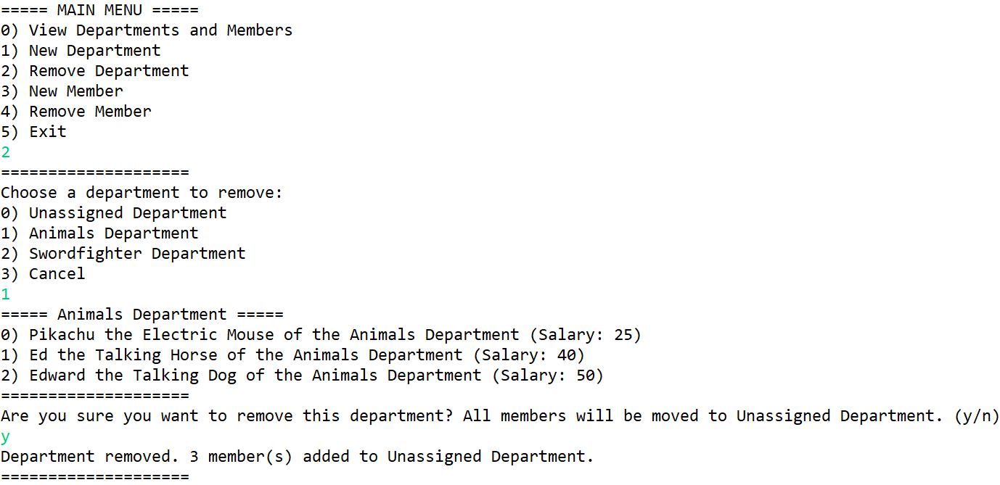 ===== MAIN MENU =====
0) View Departments and Members
1) New Department
2) Remove Department
3) New Member
4) Remove Member
5) Exit
2
====================
Choose a department to remove:
0) Unassigned Department
1) Animals Department
2) Swordfighter Department
3) Cancel
1
===== Animals Department =====
0) Pikachu the Electric Mouse of the Animals Department (Salary: 25)
1) Ed the Talking Horse of the Animals Department (Salary: 40)
2) Edward the Talking Dog of the Animals Department (Salary: 50)
====================
Are you sure you want to remove this department? All members will be moved to Unassigned Department. (y/n)
y
Department removed. 3 member(s) added to Unassigned Department.
====================